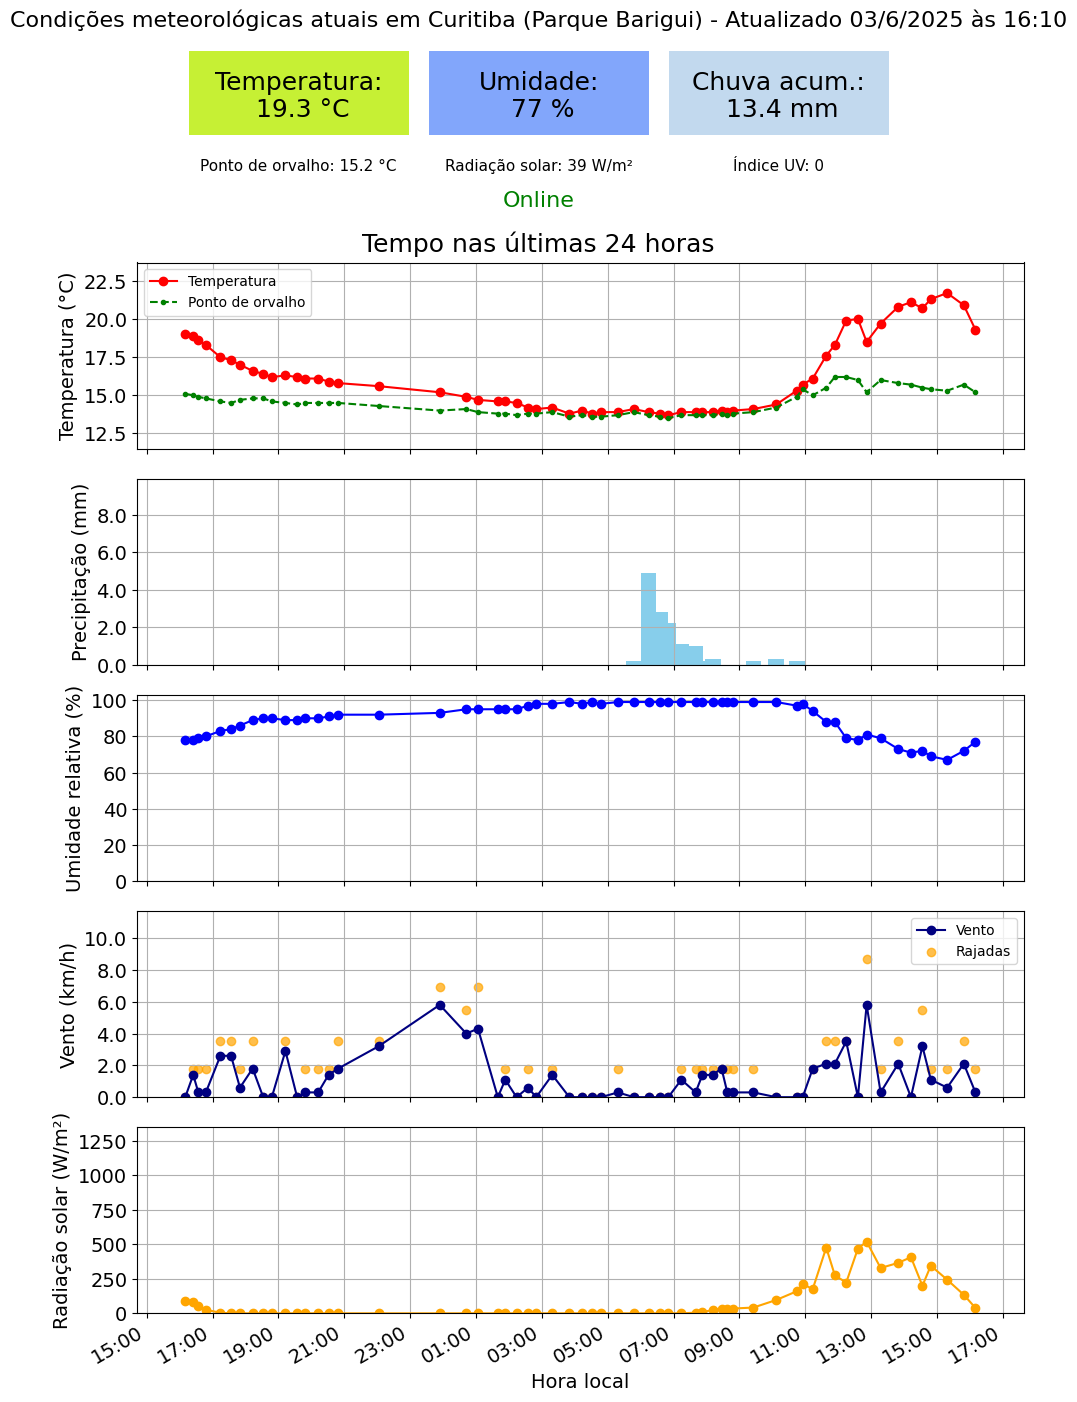 Condições meteorológicas atuais em Curitiba (Parque Barigui) - Atualizado 03/6/2025 às 16:10
Temperatura:
19.3 °C
Umidade:
77 %
Chuva acum.:
13.4 mm
Ponto de orvalho: 15.2 °C
Radiação solar: 39 W/m²
Índice UV: 0
Online
Tempo nas últimas 24 horas
Temperatura (°C)
22.5
20.0
17.5
15.0
12.5
Temperatura
Ponto de orvalho
Precipitação (mm)
8.0
6.0
4.0
2.0
0.0
Umidade relativa (%)
100
80
60
40
20
0
Vento (km/h)
10.0
8.0
6.0
4.0
2.0
0.0
Vento
Rajadas
Radiação solar (W/m²)
1250
1000
750
500
250
0
15:00
17:00
19:00
21:00
23:00
01:00
03:00
05:00
07:00
09:00
11:00
13:00
15:00
17:00
Hora local